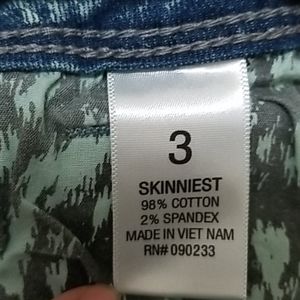 3
SKINNIEST
98% COTTON
2% SPANDEX
MADE IN VIET NAM
RN# 090233